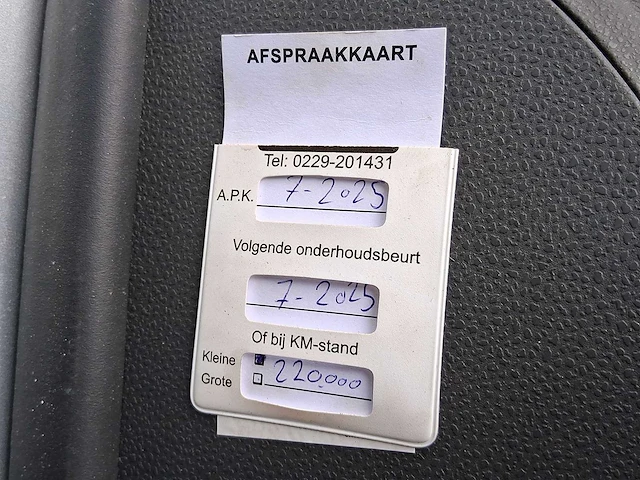 AFSPRAAKKAART
Tel: 0229-201431
A.P.K. 7-2025
Volgende onderhoudsbeurt
7-2025
Of bij KM-stand
Kleine
Grote 220.000